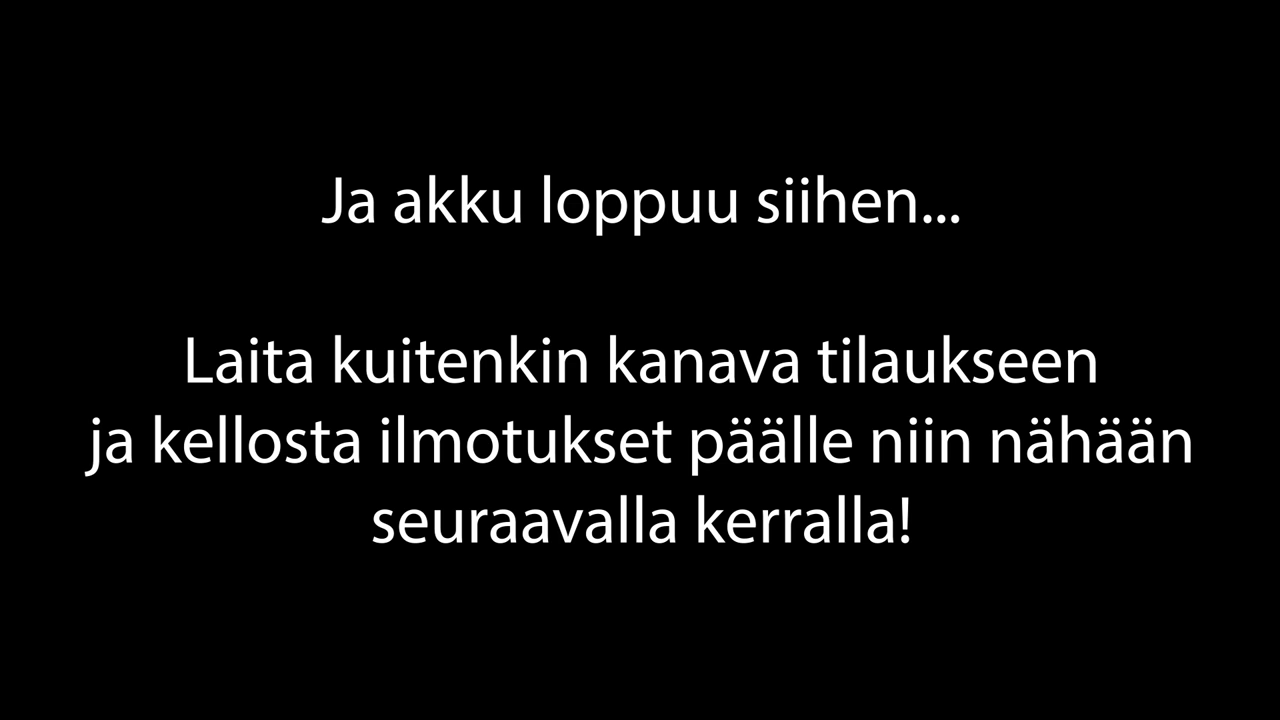 Ja akku loppuu siihen...
Laita kuitenkin kanava tilaukseen
ja kellosta ilmotukset päälle niin nähään
seuraavalla kerralla!